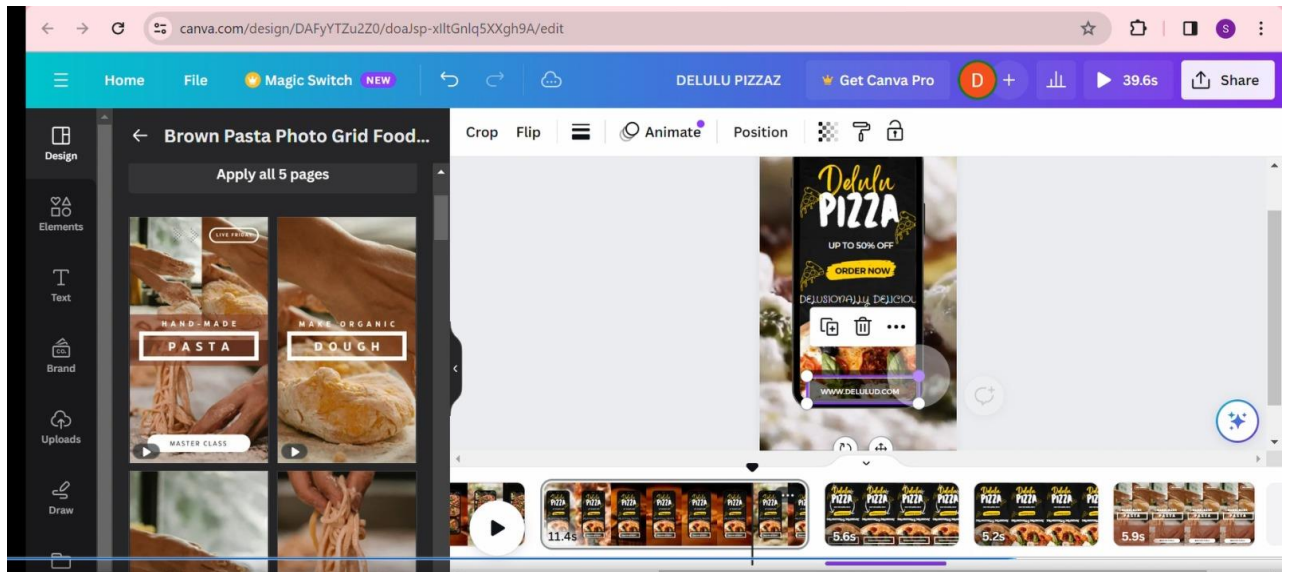 canva.com/design/DAFyYTZu2Z0/doaJsp-xlltGnlq5XXgh9A/edit
S
Home File Magic Switch NEW DELULU PIZZAZ Get Canva Pro D + 39.6s Share
Design
Elements
Text
CO.
Brand
Uploads
Draw
Brown Pasta Photo Grid Food...
Apply all 5 pages
LIVE FRIDAY
HAND-MADE
PASTA
MASTER CLASS
MAKE ORGANIC
DOUGH
Crop Flip Animate Position
Delulu
PIZZA
UP TO 50% OFF
ORDER NOW
DELUSIONALLY DELICIOU
WWW.DELULUD.COM
11.4s
5.6s
5.2s
5.9s